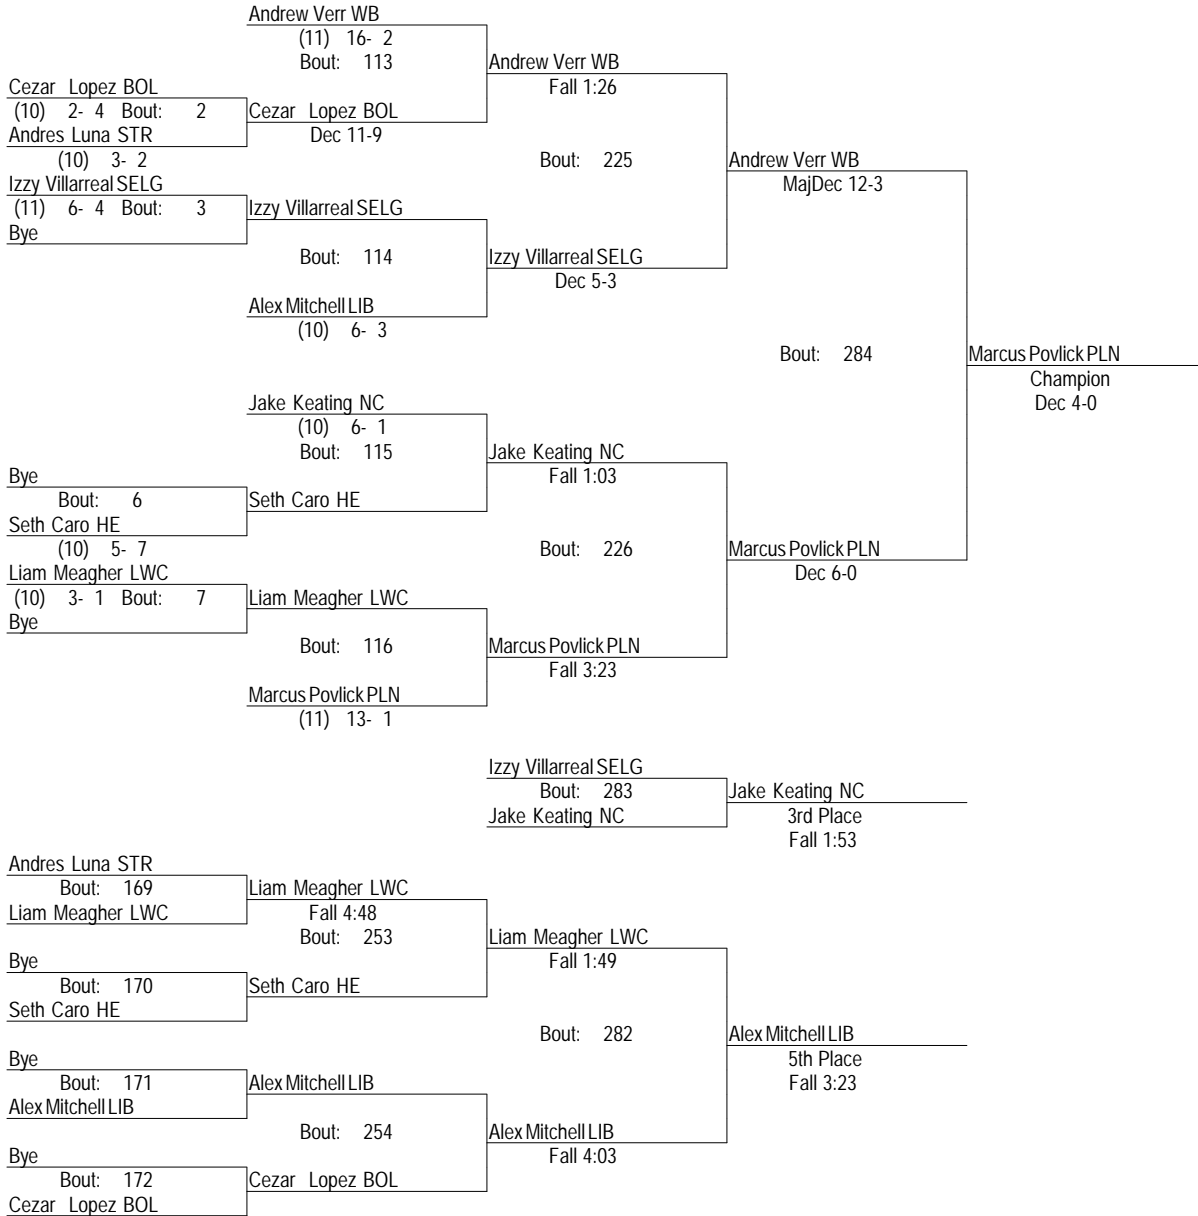 Andrew Verr WB
(11) 16- 2
Bout: 113
Andrew Verr WB
Fall 1:26
Cezar Lopez BOL
(10) 2- 4 Bout: 2
Cezar Lopez BOL
Andres Luna STR
Dec 11-9
(10) 3- 2
Bout: 225
Andrew Verr WB
MajDec 12-3
Izzy Villarreal SELG
(11) 6- 4 Bout: 3
Izzy Villarreal SELG
Bye
Bout: 114
Izzy Villarreal SELG
Dec 5-3
Alex Mitchell LIB
(10) 6- 3
Bout: 284
Marcus Povlick PLN
Champion
Dec 4-0
Jake Keating NC
(10) 6- 1
Bout: 115
Jake Keating NC
Fall 1:03
Bye
Bout: 6
Seth Caro HE
Seth Caro HE
(10) 5- 7
Bout: 226
Marcus Povlick PLN
Dec 6-0
Liam Meagher LWC
(10) 3- 1 Bout: 7
Liam Meagher LWC
Bye
Bout: 116
Marcus Povlick PLN
Fall 3:23
Marcus Povlick PLN
(11) 13- 1
Izzy Villarreal SELG
Bout: 283
Jake Keating NC
Jake Keating NC
3rd Place
Fall 1:53
Andres Luna STR
Bout: 169
Liam Meagher LWC
Liam Meagher LWC
Fall 4:48
Bout: 253
Liam Meagher LWC
Fall 1:49
Bye
Bout: 170
Seth Caro HE
Seth Caro HE
Bout: 282
Alex Mitchell LIB
5th Place
Fall 3:23
Bye
Bout: 171
Alex Mitchell LIB
Alex Mitchell LIB
Bout: 254
Alex Mitchell LIB
Fall 4:03
Bye
Bout: 172
Cezar Lopez BOL
Cezar Lopez BOL